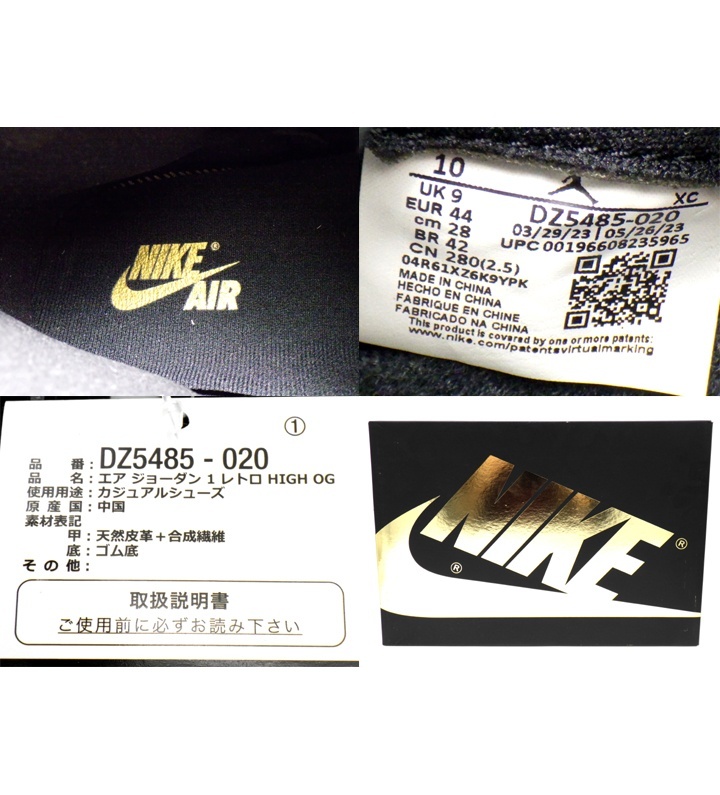 NIKE®
AIR
10
UK 9
EUR 44
cm 28
BR 42
CN 280(2.5)
04R61XZ6K9YPK
XC
DZ5485-020
03/29/23 | 05/26/23
UPC 00196608235965
MADE IN CHINA
HECHO EN CHINA
FABRIQUE EN CHINE
FABRICADO NA CHINA
This product is covered by one or more patents:
www.nike.com/patentsvirtualmarking
①
品番：DZ5485 - 020
品名：エア ジョーダン 1 レトロ HIGH OG
使用用途：カジュアルシューズ
原産国：中国
素材表記
甲：天然皮革＋合成繊維
底：ゴム底
その他：
取扱説明書
ご使用前に必ずお読み下さい
NIKE®
®